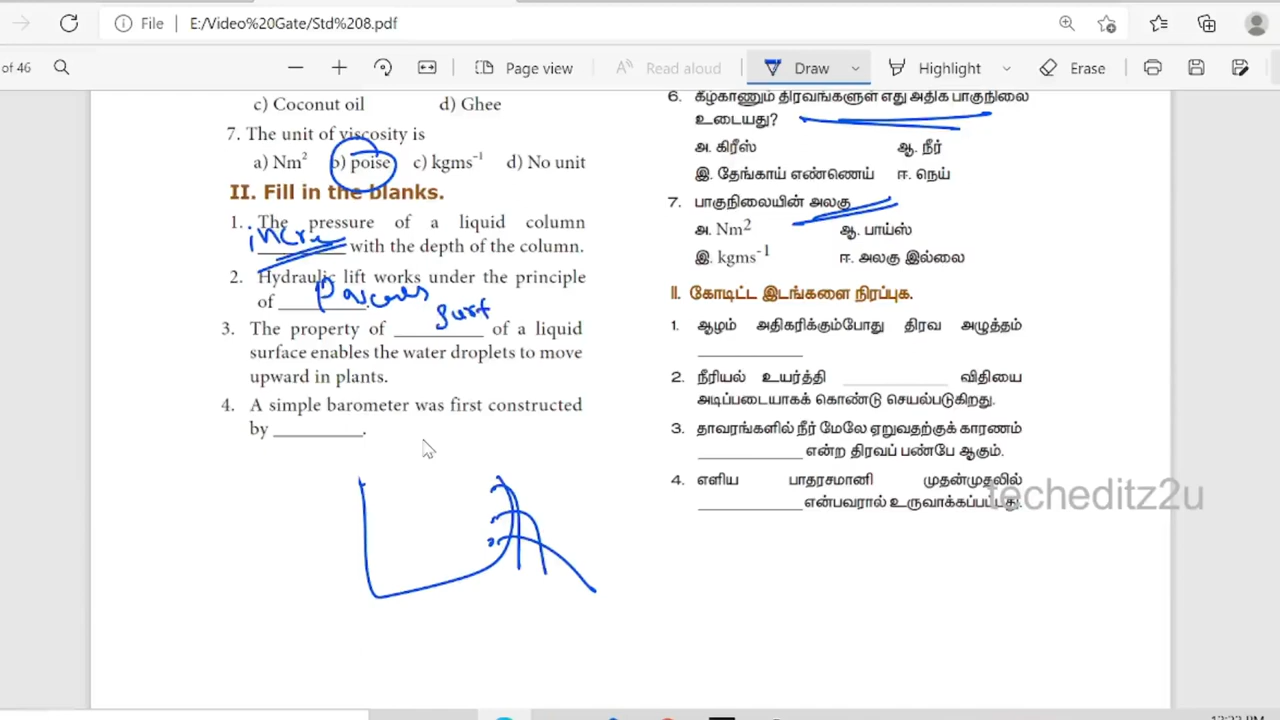 File
E:/Video%20Gate/Std%208.pdf
of 46
Page view
Read aloud
Draw
Highlight
Erase
c) Coconut oil d) Ghee
7. The unit of viscosity is
a) Nm² b) poise c) kgms⁻¹ d) No unit
II. Fill in the blanks.
1. The pressure of a liquid column
incre with the depth of the column.
2. Hydraulic lift works under the principle
of ________.
3. The property of surf of a liquid
surface enables the water droplets to move
upward in plants.
4. A simple barometer was first constructed
by ________.
6. கீழ்காணும் திரவங்களுள் எது அதிக பாகுநிலை
உடையது?
அ. கிரீஸ் ஆ. நீர்
இ. தேங்காய் எண்ணெய் ஈ. நெய்
7. பாகுநிலையின் அலகு
அ. Nm² ஆ. பாய்ஸ்
இ. kgms⁻¹ ஈ. அலகு இல்லை
II. கோடிட்ட இடங்களை நிரப்புக.
1. ஆழம் அதிகரிக்கும்போது திரவ அழுத்தம்
________
2. நீரியல் உயர்த்தி ________ விதியை
அடிப்படையாகக் கொண்டு செயல்படுகிறது.
3. தாவரங்களில் நீர் மேலே ஏறுவதற்குக் காரணம்
________ என்ற திரவப் பண்பே ஆகும்.
4. எளிய பாதரசமானி முதன்முதலில்
________ என்பவரால் உருவாக்கப்பட்டது.
techeditz2u